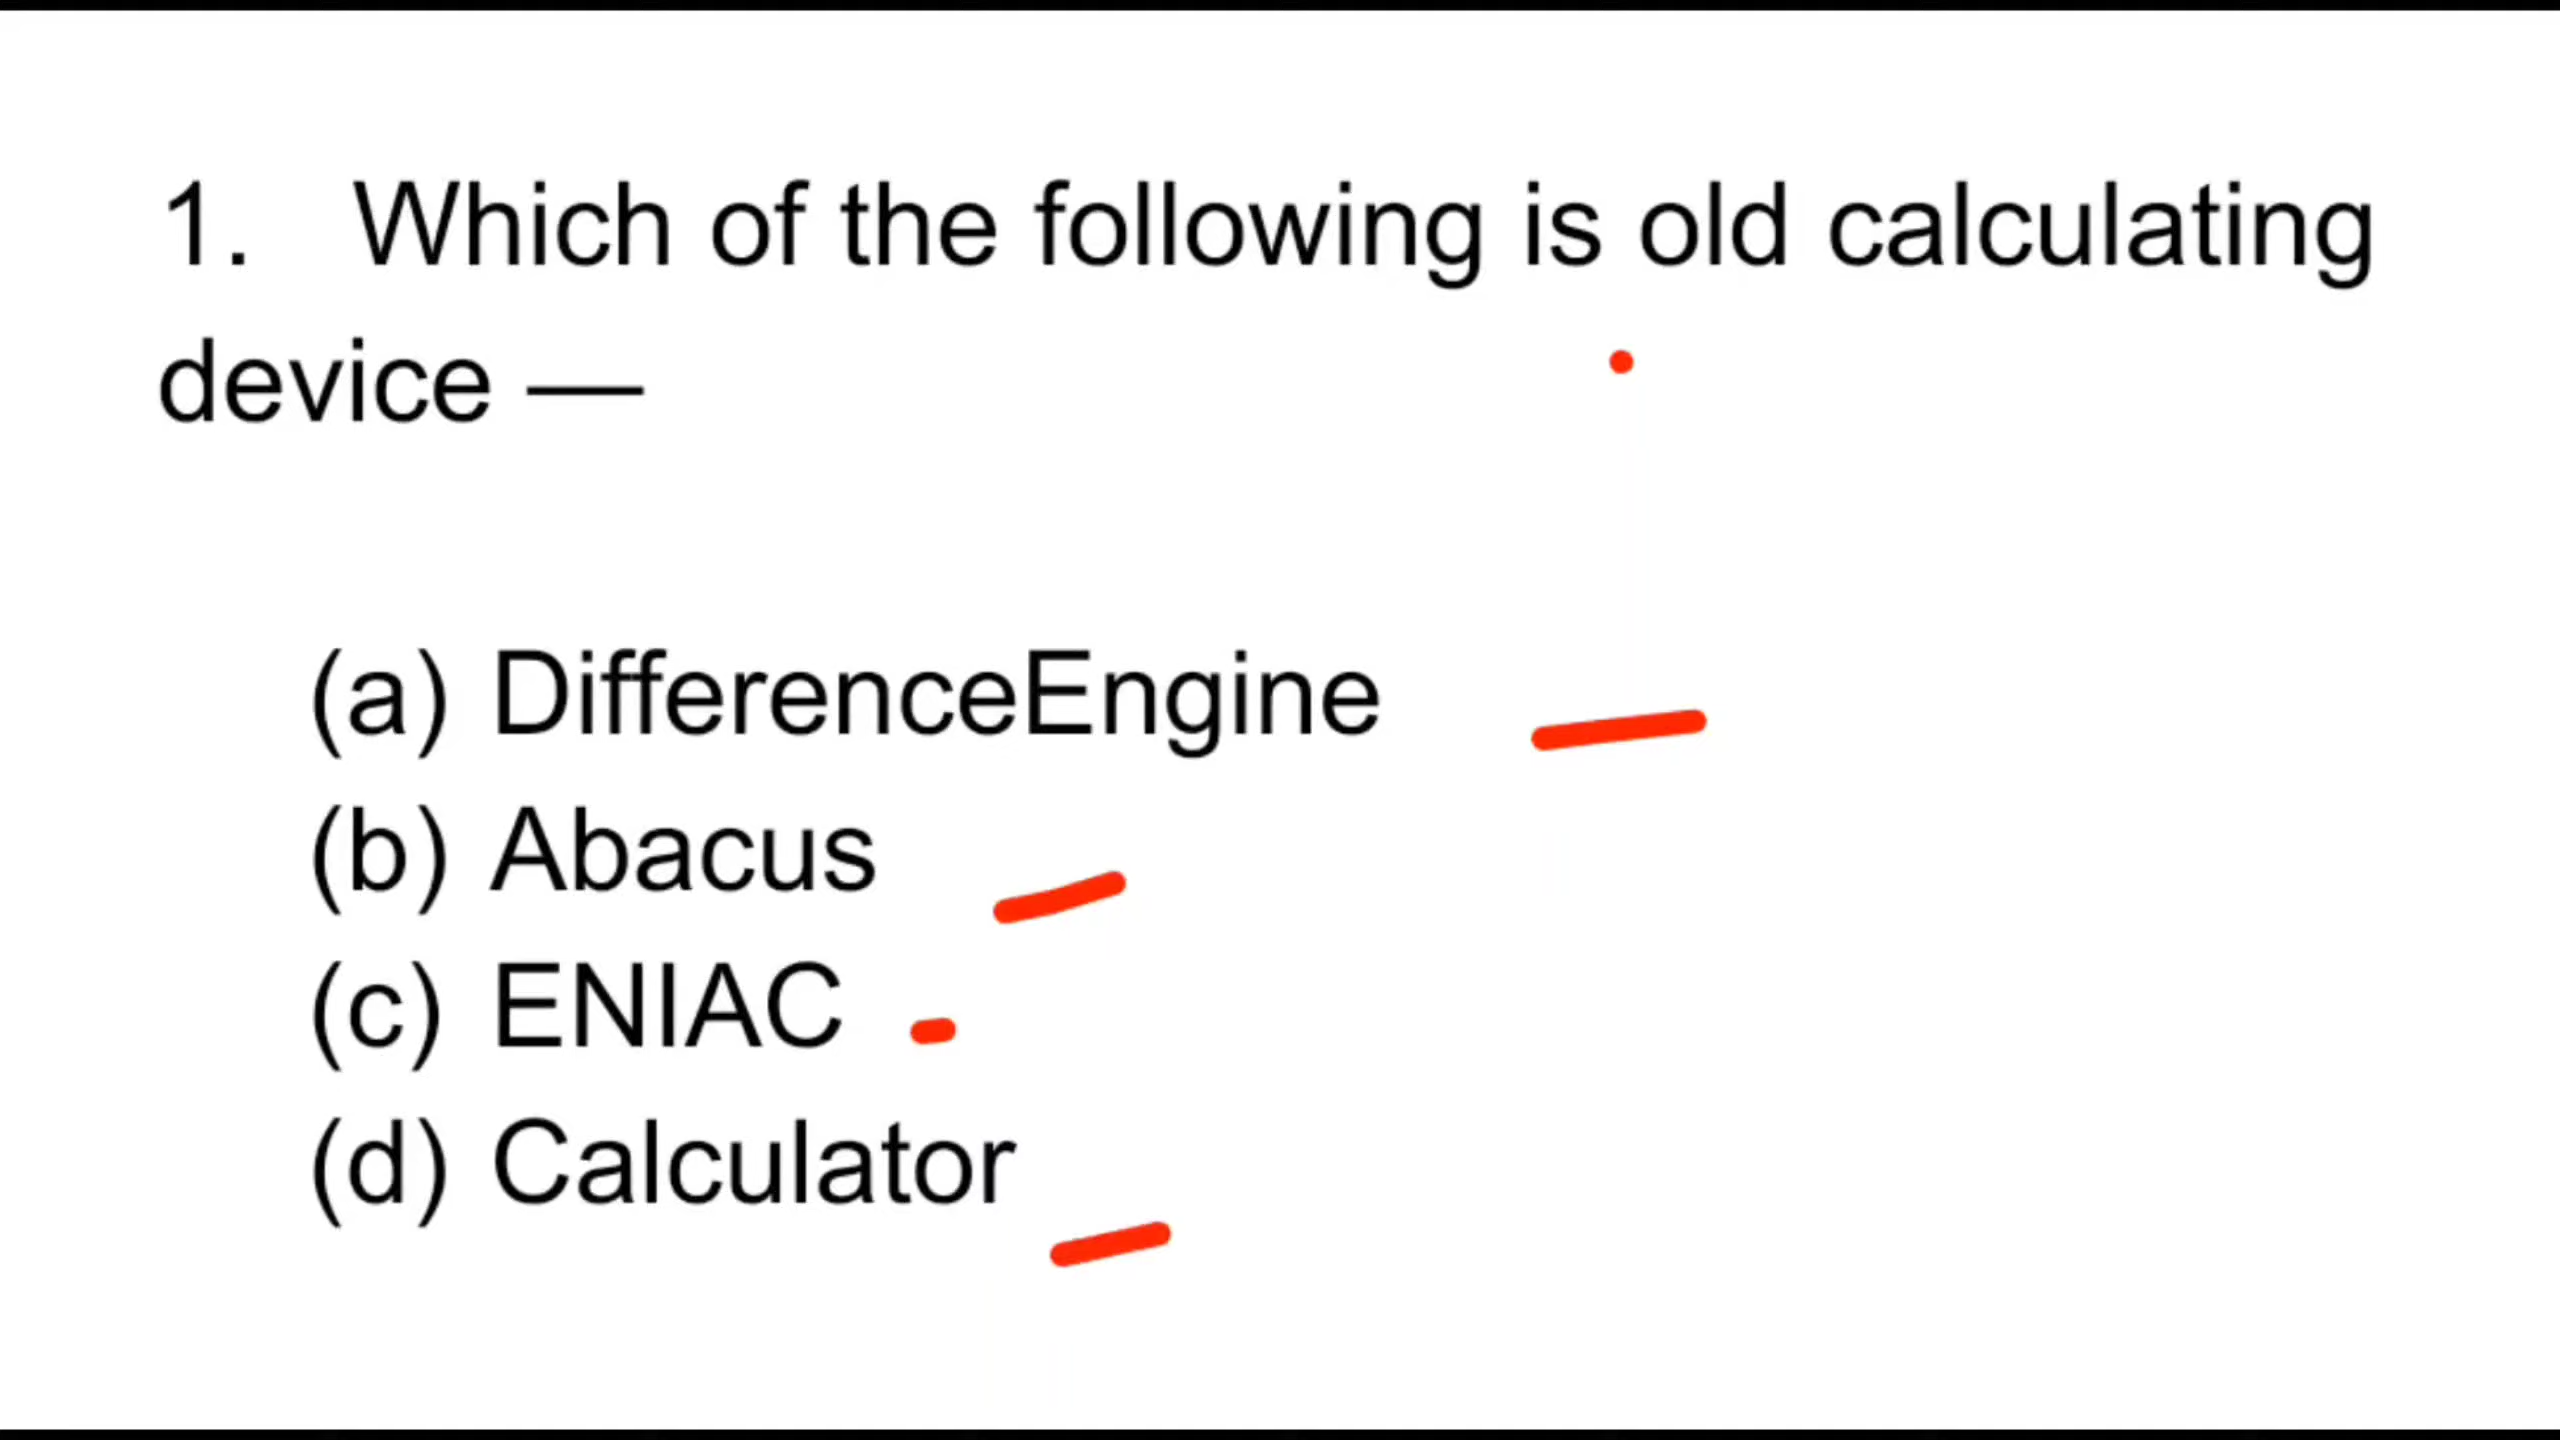 1. Which of the following is old calculating
device —
(a) DifferenceEngine
(b) Abacus
(c) ENIAC
(d) Calculator